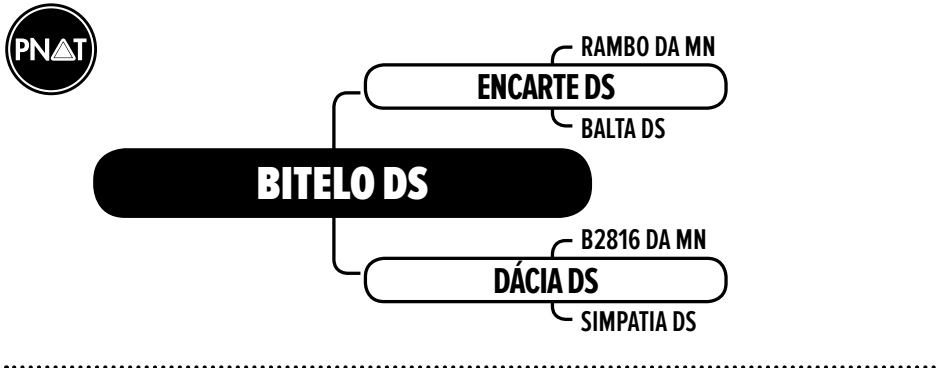 PNAT
RAMBO DA MN
ENCARTE DS
BALTA DS
BITELO DS
B2816 DA MN
DÁCIA DS
SIMPATIA DS